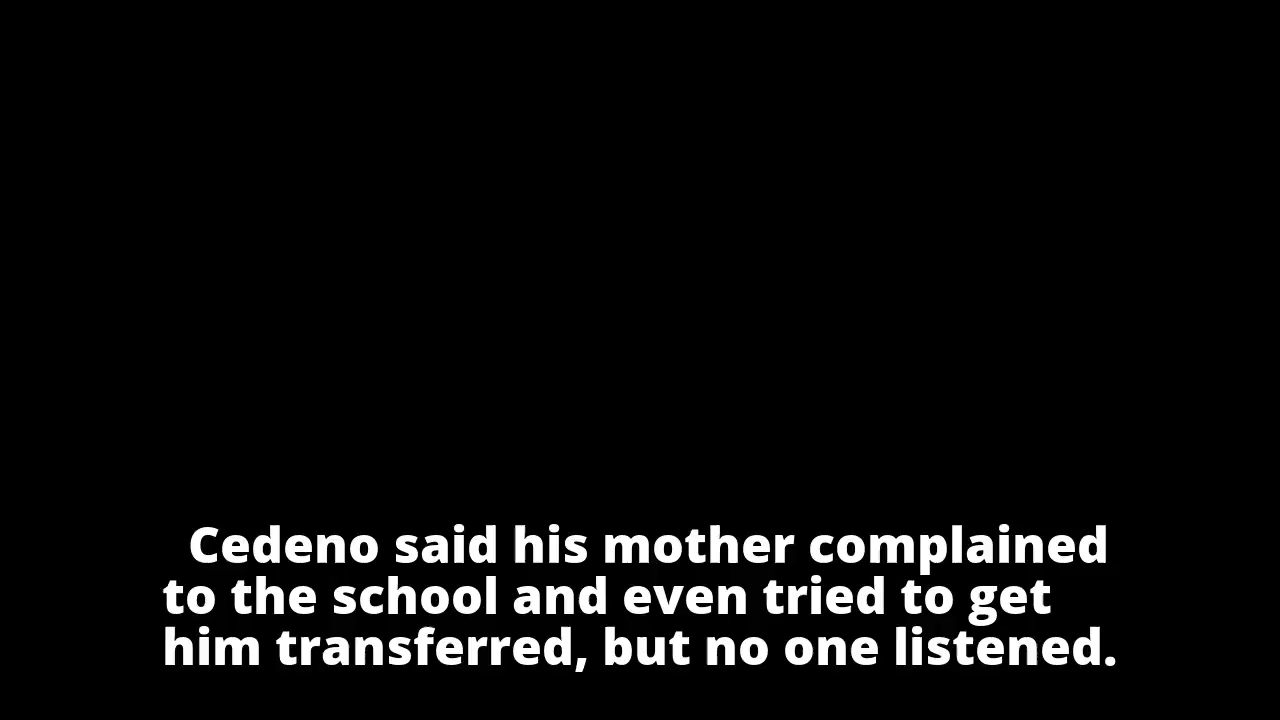 Cedeno said his mother complained
to the school and even tried to get
him transferred, but no one listened.